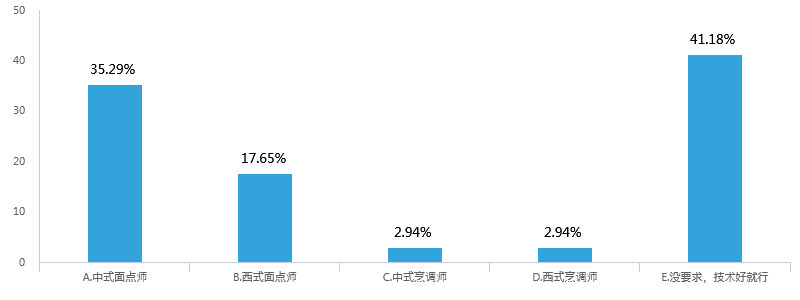 50
40
30
20
10
0
35.29%
17.65%
2.94%
2.94%
41.18%
A.中式面点师
B.西式面点师
C.中式烹调师
D.西式烹调师
E.没要求，技术好就行